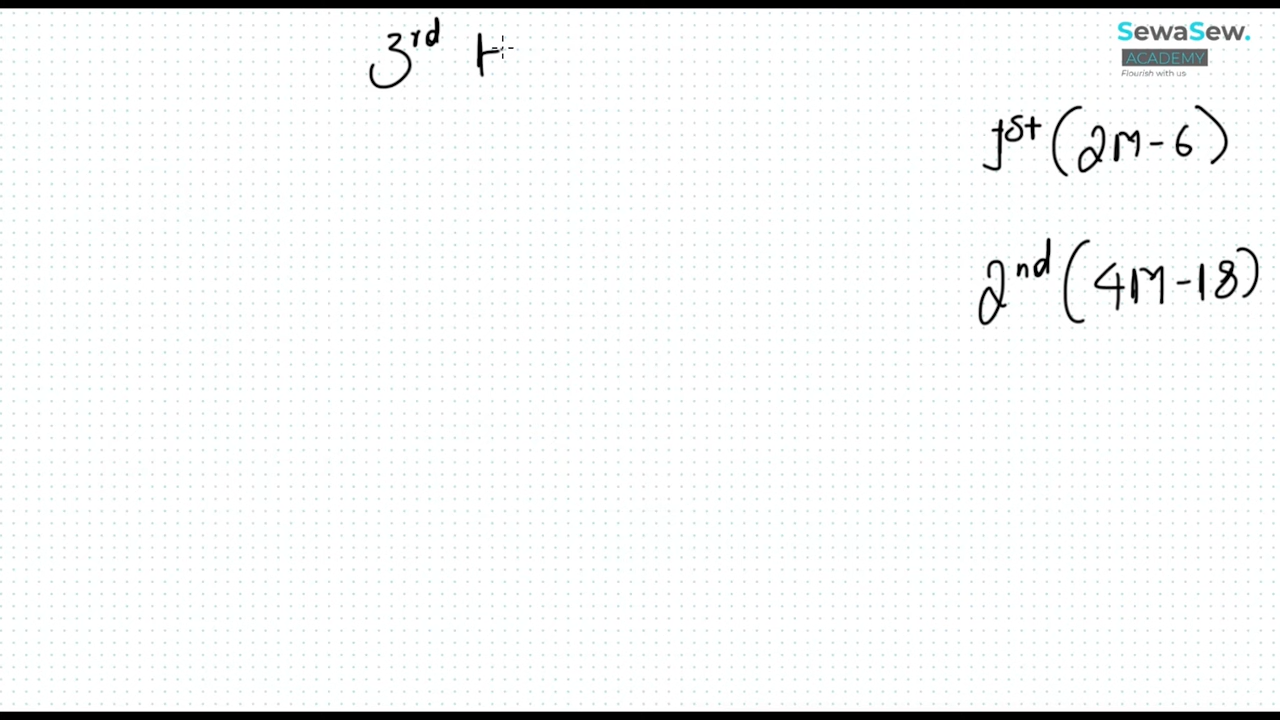 3rd
SewaSew.
ACADEMY
Flourish with us
1st (2M-6)
2nd (4M-18)